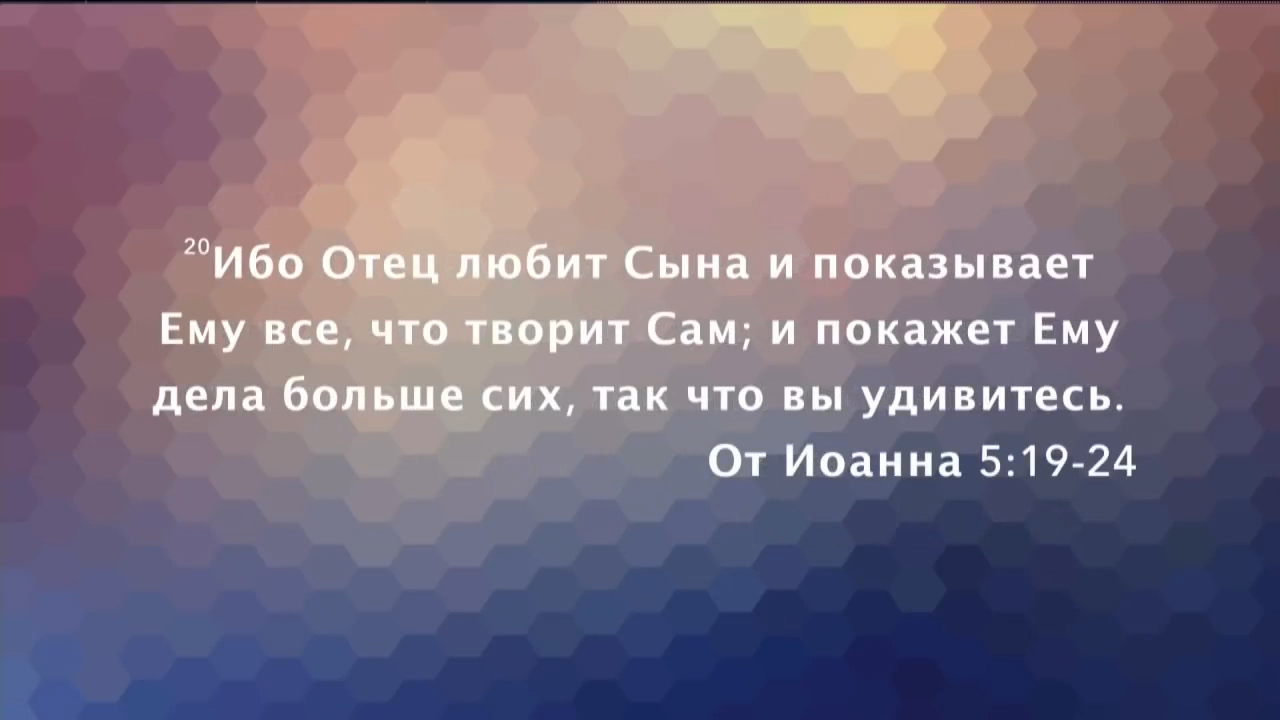 ²⁰Ибо Отец любит Сына и показывает
Ему все, что творит Сам; и покажет Ему
дела больше сих, так что вы удивитесь.
От Иоанна 5:19-24